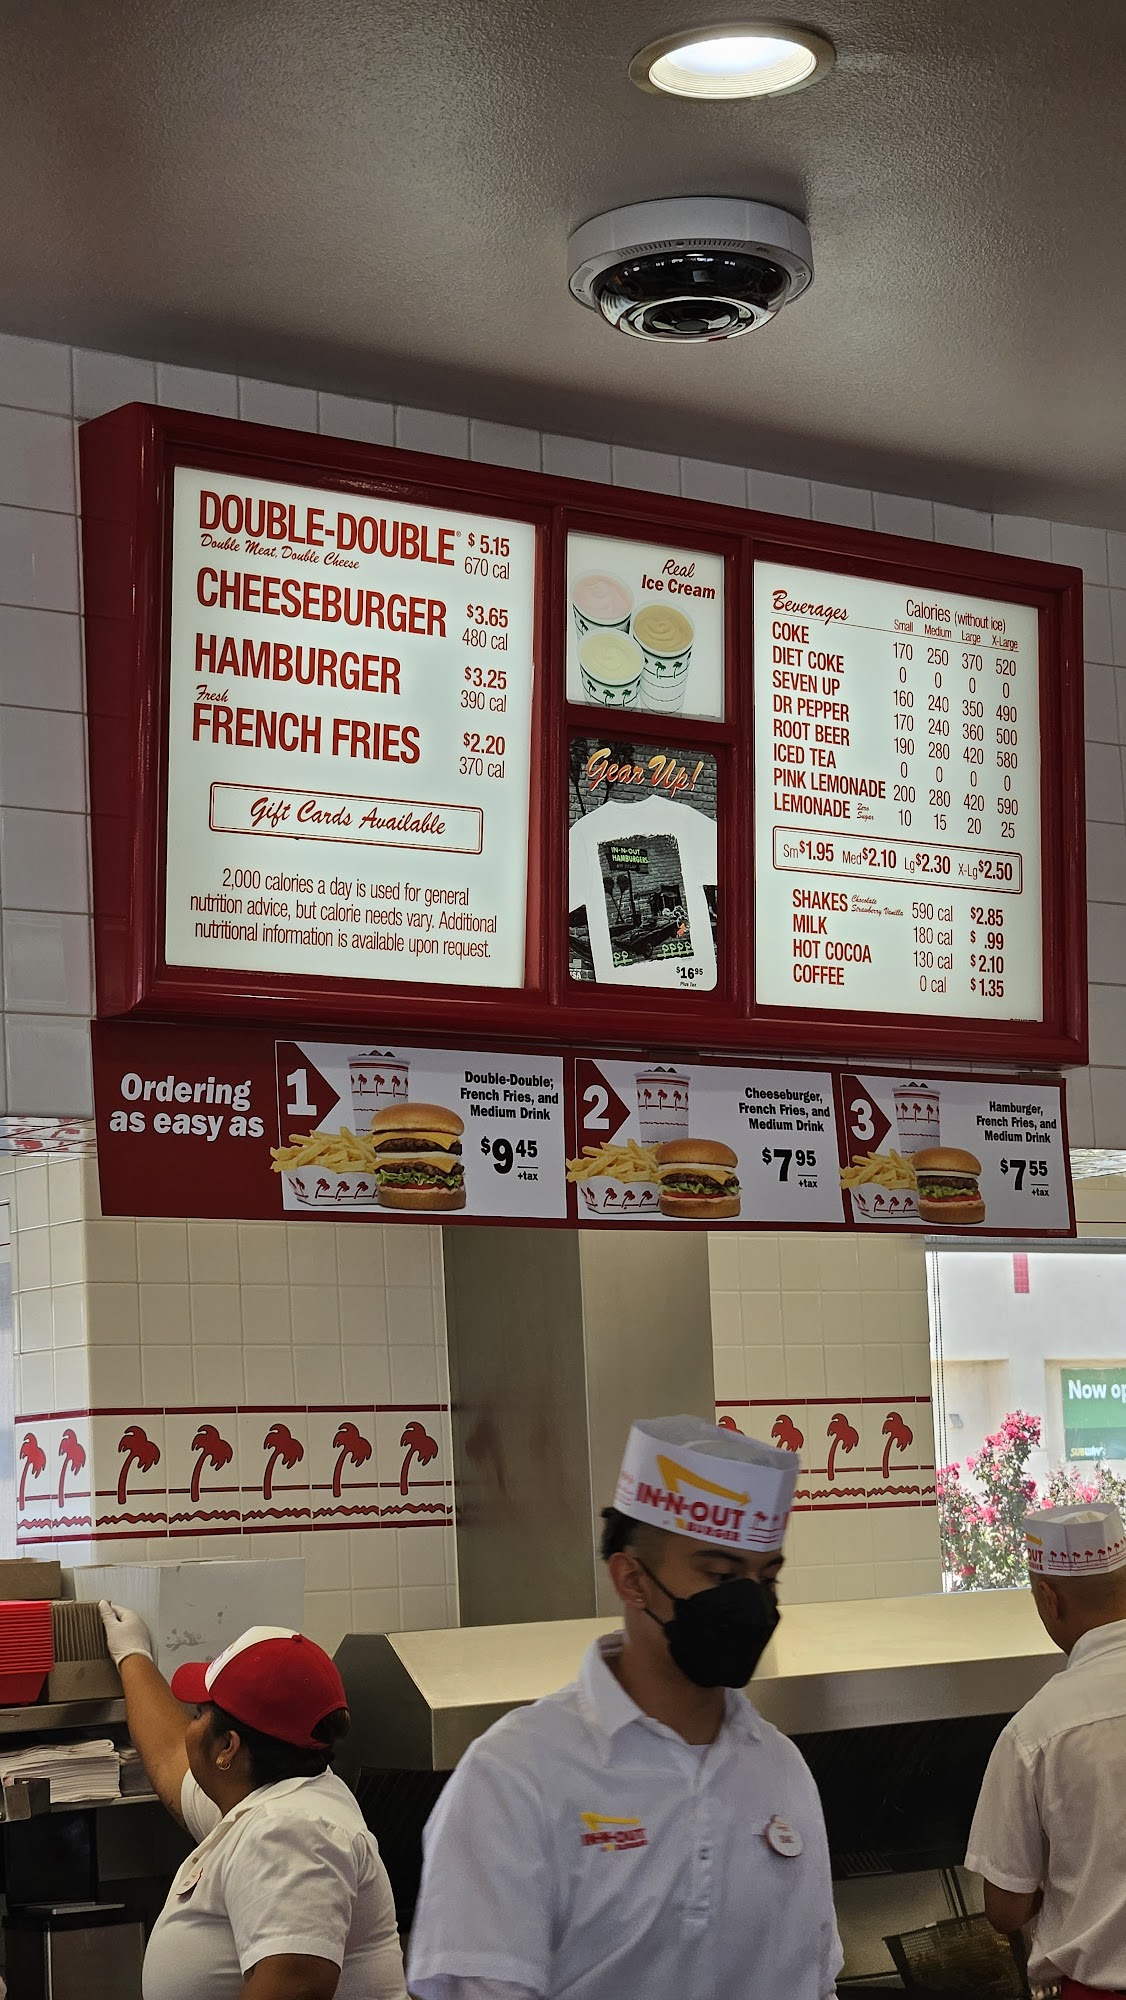 DOUBLE-DOUBLE® $5.15
Double Meat, Double Cheese 670 cal
CHEESEBURGER $3.65
480 cal
HAMBURGER $3.25
390 cal
Fresh
FRENCH FRIES $2.20
370 cal
Gift Cards Available
2,000 calories a day is used for general
nutrition advice, but calorie needs vary. Additional
nutritional information is available upon request.
Real
Ice Cream
Gear Up!
IN-N-OUT
HAMBURGERS
$1695
Plus Tax
Beverages Calories (without ice)
Small Medium Large X-Large
COKE 170 250 370 520
DIET COKE 0 0 0 0
SEVEN UP 160 240 350 490
DR PEPPER 170 240 360 500
ROOT BEER 190 280 420 580
ICED TEA 0 0 0 0
PINK LEMONADE 200 280 420 590
LEMONADE Zero Sugar 10 15 20 25
Sm$1.95 Med$2.10 Lg$2.30 X-Lg$2.50
SHAKES Chocolate Strawberry Vanilla 590 cal $2.85
MILK 180 cal $ .99
HOT COCOA 130 cal $2.10
COFFEE 0 cal $1.35
Ordering
as easy as
1
Double-Double,
French Fries, and
Medium Drink
$945
+tax
2
Cheeseburger,
French Fries, and
Medium Drink
$795
+tax
3
Hamburger,
French Fries, and
Medium Drink
$755
+tax
Now op
SUBWAY
IN-N-OUT
BURGER
OUT
IN-N-OUT